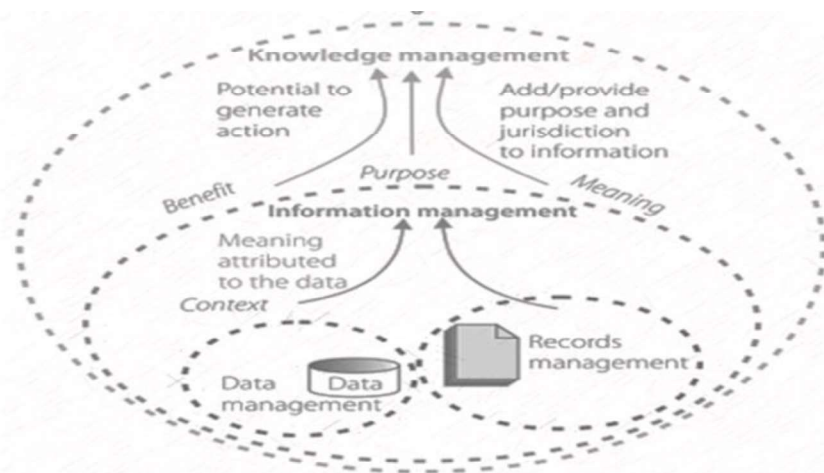 Knowledge management
Potential to
generate
action
Add/provide
purpose and
jurisdiction
to information
Benefit
Purpose
Meaning
Information management
Meaning
attributed
to the data
Context
Records
management
Data
Data
management